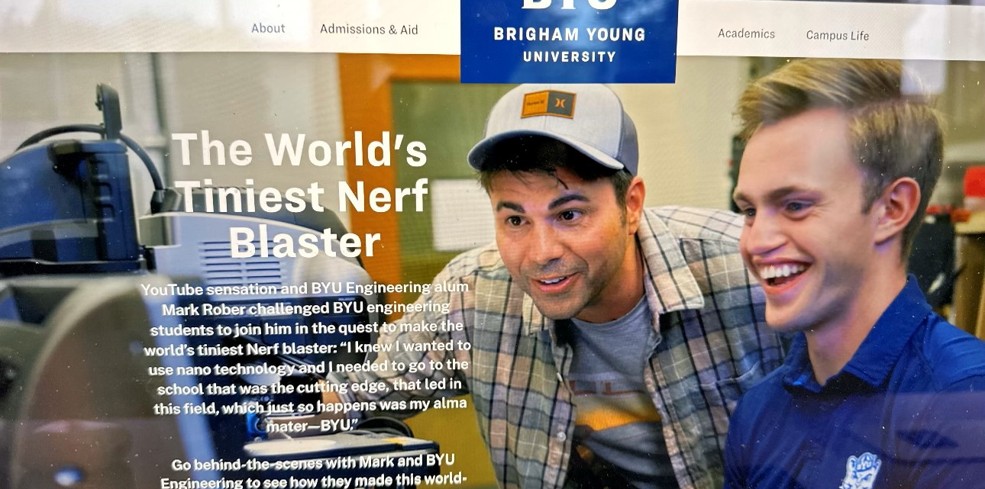 About
Admissions & Aid
BYU
BRIGHAM YOUNG
UNIVERSITY
Academics
Campus Life
The World's
Tiniest Nerf
Blaster
YouTube sensation and BYU Engineering alum
Mark Rober challenged BYU engineering
students to join him in the quest to make the
world's tiniest Nerf blaster: “I knew I wanted to
use nano technology and I needed to go to the
school that was the cutting edge, that led in
this field, which just so happens was my alma
mater—BYU.”
Go behind-the-scenes with Mark and BYU
Engineering to see how they made this world-